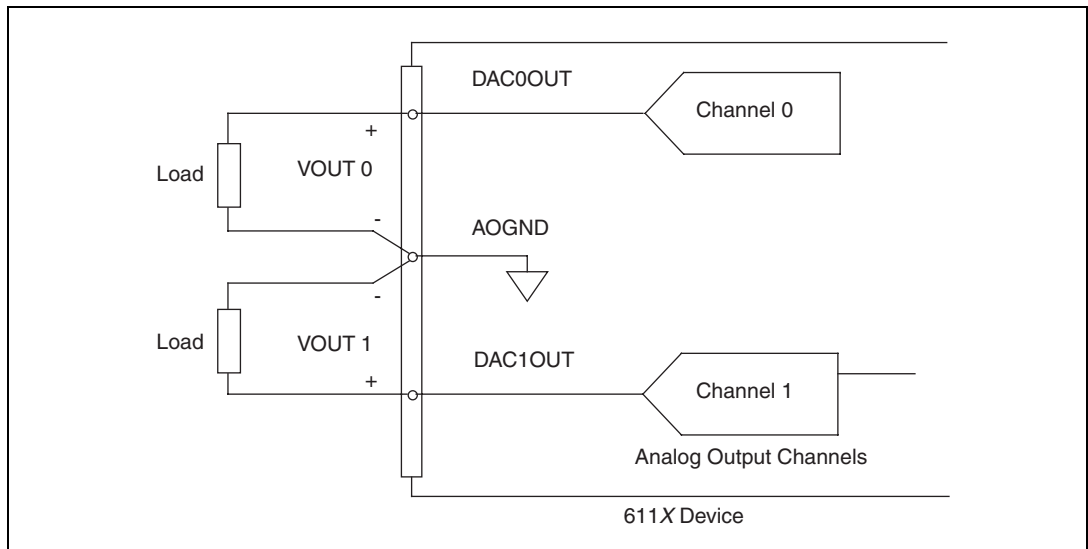 DAC0OUT
Channel 0
+
Load
VOUT 0
-
AOGND
-
Load
VOUT 1
+
DAC1OUT
Channel 1
Analog Output Channels
611X Device